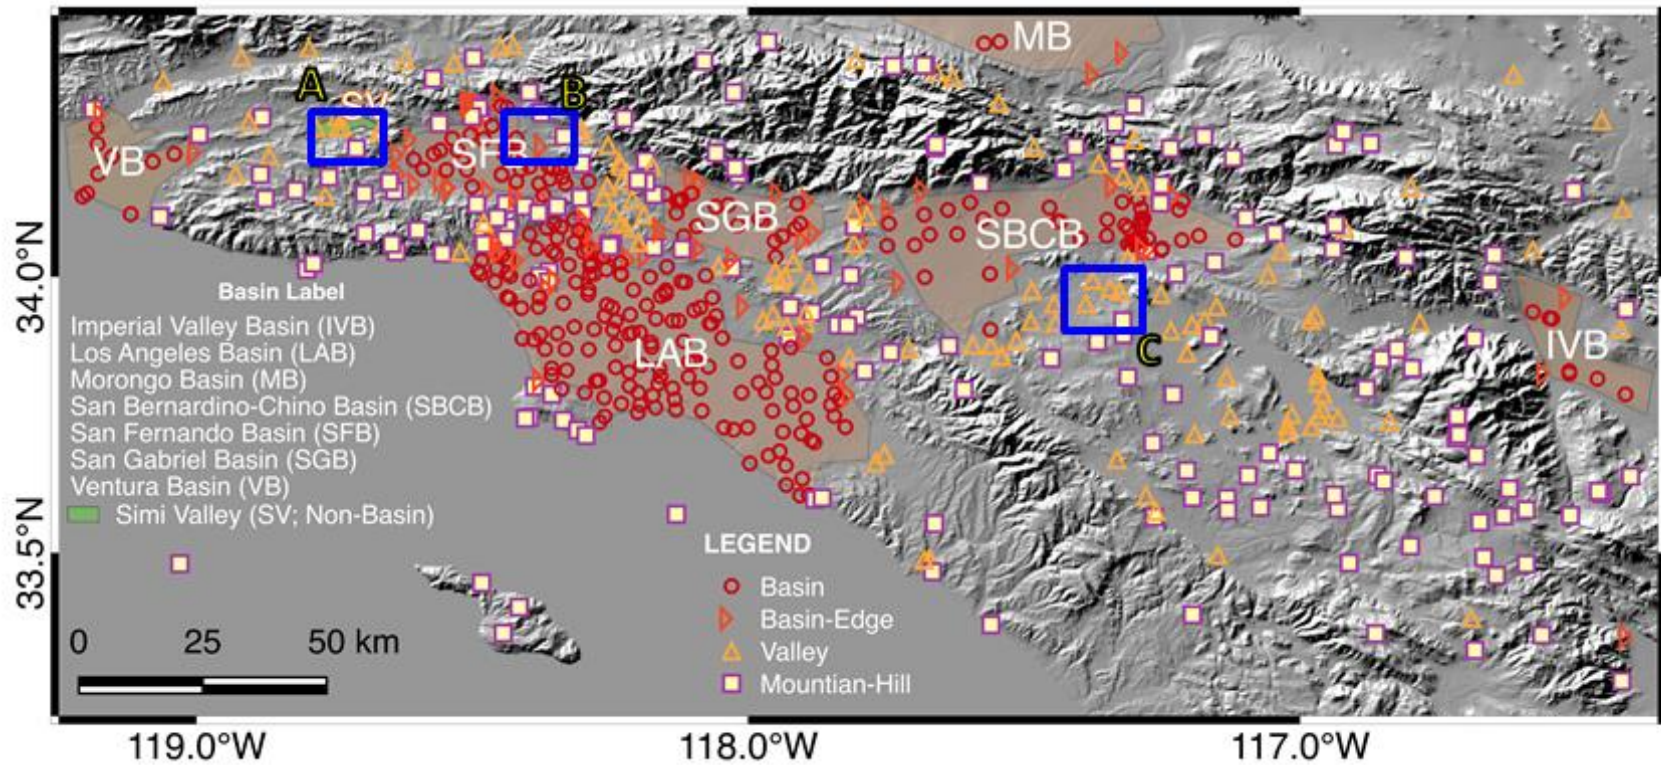 MB
A
SV
B
VB
SFB
SGB
SBCB
34.0°N
Basin Label
Imperial Valley Basin (IVB)
Los Angeles Basin (LAB)
Morongo Basin (MB)
San Bernardino-Chino Basin (SBCB)
San Fernando Basin (SFB)
San Gabriel Basin (SGB)
Ventura Basin (VB)
Simi Valley (SV; Non-Basin)
LAB
C
IVB
33.5°N
LEGEND
Basin
Basin-Edge
Valley
Mountian-Hill
0 25 50 km
119.0°W 118.0°W 117.0°W